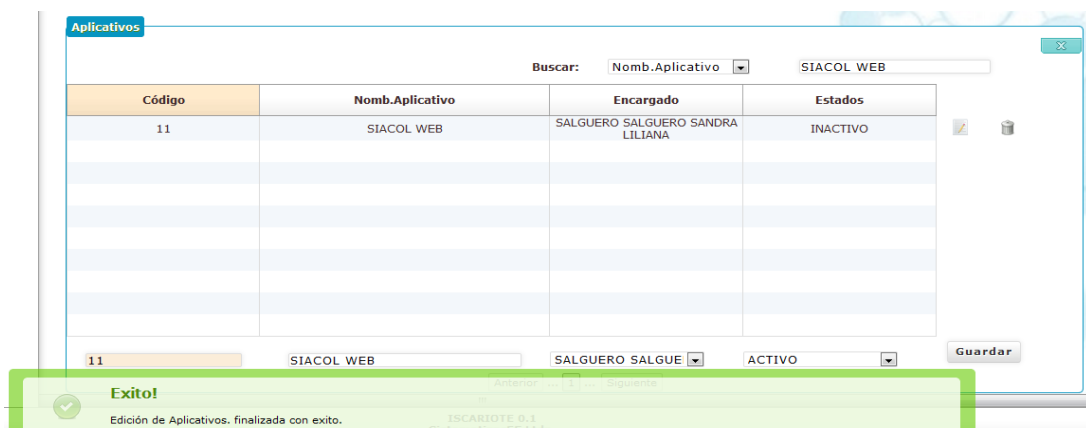 Aplicativos
Buscar: Nomb.Aplicativo SIACOL WEB
Código Nomb.Aplicativo Encargado Estados
11 SIACOL WEB SALGUERO SALGUERO SANDRA LILIANA INACTIVO
11 SIACOL WEB SALGUERO SALGUE ACTIVO Guardar
Anterior ... 1 ... Siguiente
Exito!
ISCARIOTE 0.1
Edición de Aplicativos. finalizada con exito.